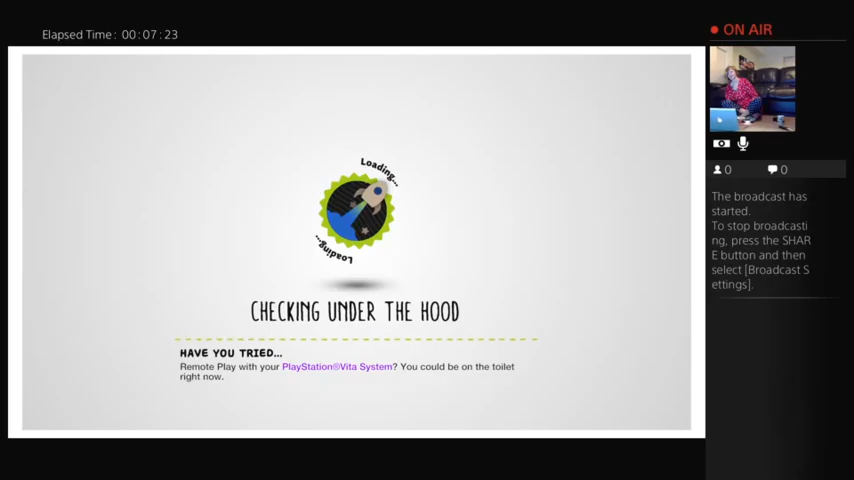 Elapsed Time: 00:07:23
ON AIR
Loading...
Loading...
CHECKING UNDER THE HOOD
HAVE YOU TRIED...
Remote Play with your PlayStation®Vita System? You could be on the toilet
right now.
0 0
The broadcast has
started.
To stop broadcasti
ng, press the SHAR
E button and then
select [Broadcast S
ettings].